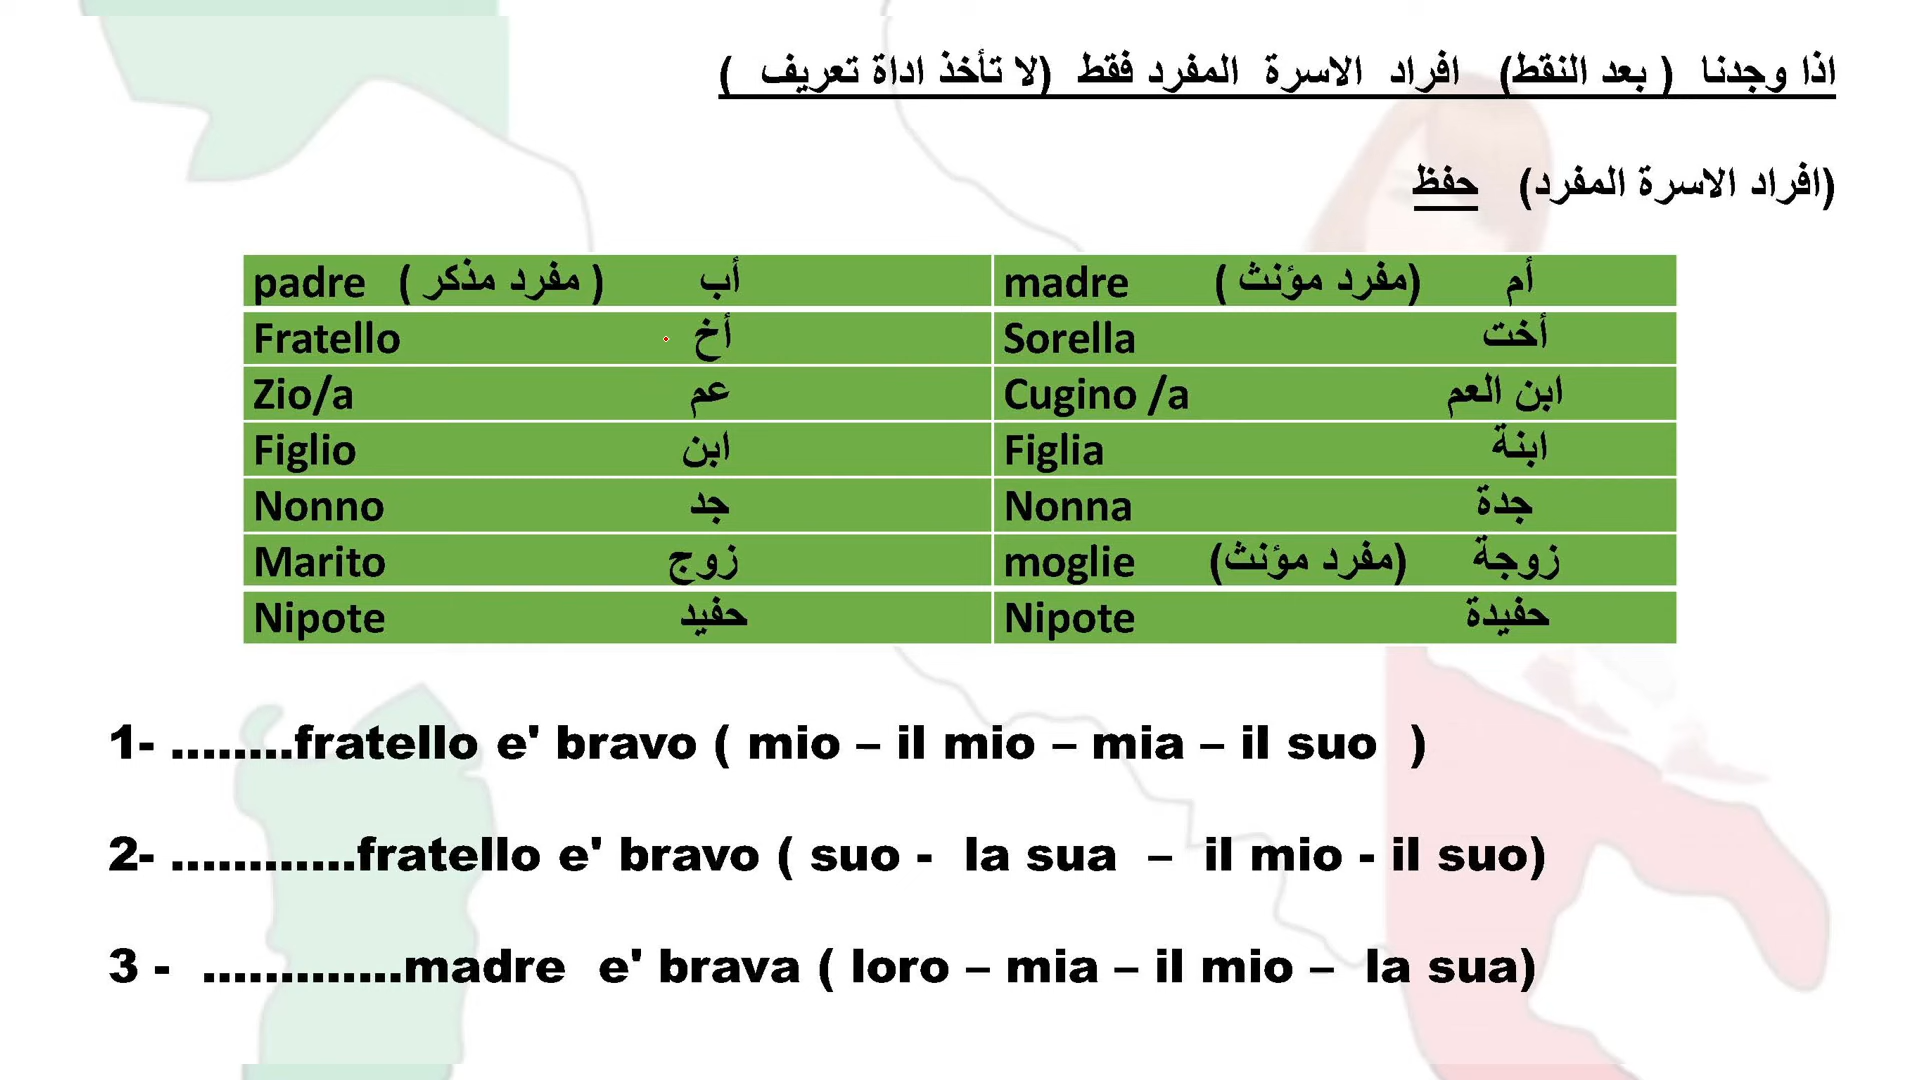 اذا وجدنا ( بعد النقط) افراد الاسرة المفرد فقط (لا تأخذ اداة تعريف )
(افراد الاسرة المفرد) حفظ
padre ( مفرد مذكر ) أب madre (مفرد مؤنث ) أم
Fratello أخ Sorella أخت
Zio/a عم Cugino /a ابن العم
Figlio ابن Figlia ابنة
Nonno جد Nonna جدة
Marito زوج moglie (مفرد مؤنث) زوجة
Nipote حفيد Nipote حفيدة
1- ........fratello e' bravo ( mio – il mio – mia – il suo )
2- ............fratello e' bravo ( suo - la sua – il mio - il suo)
3 - .............madre e' brava ( loro – mia – il mio – la sua)